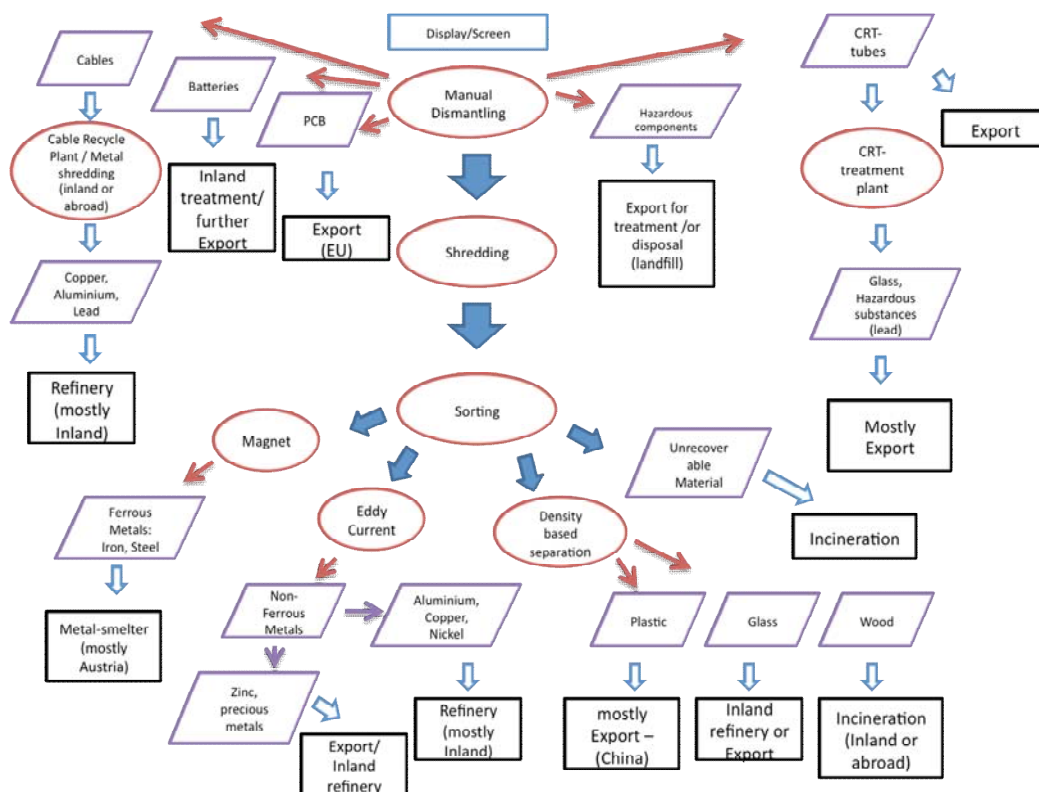 Display/Screen
Cables
Batteries
PCB
Manual
Dismantling
Hazardous
components
CRT-
tubes
Export
Cable Recycle
Plant / Metal
shredding
(inland or
abroad)
Inland
treatment/
further
Export
Export
(EU)
Shredding
Export for
treatment /or
disposal
(landfill)
CRT-
treatment
plant
Copper,
Aluminium,
Lead
Glass,
Hazardous
substances
(lead)
Refinery
(mostly
Inland)
Magnet
Sorting
Mostly
Export
Unrecover
able
Material
Ferrous
Metals:
Iron, Steel
Eddy
Current
Density
based
separation
Incineration
Non-
Ferrous
Metals
Aluminium,
Copper,
Nickel
Plastic
Glass
Wood
Metal-smelter
(mostly
Austria)
Zinc,
precious
metals
Export/
Inland
refinery
Refinery
(mostly
Inland)
mostly
Export –
(China)
Inland
refinery or
Export
Incineration
(Inland or
abroad)